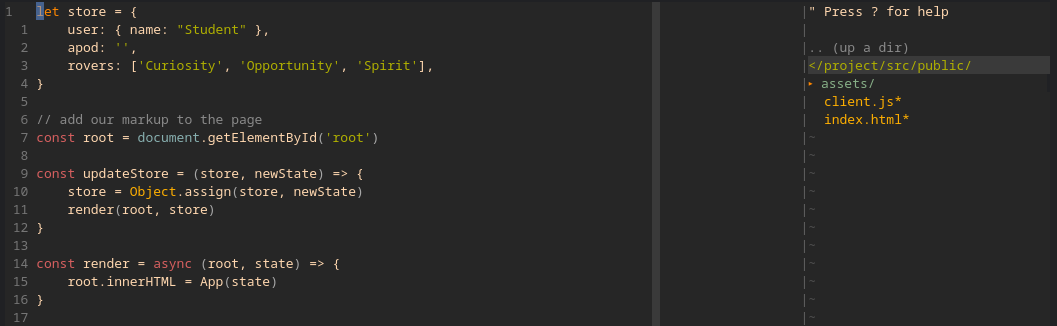 1 let store = {
1 user: { name: "Student" },
2 apod: '',
3 rovers: ['Curiosity', 'Opportunity', 'Spirit'],
4 }
5
6 // add our markup to the page
7 const root = document.getElementById('root')
8
9 const updateStore = (store, newState) => {
10 store = Object.assign(store, newState)
11 render(root, store)
12 }
13
14 const render = async (root, state) => {
15 root.innerHTML = App(state)
16 }
17
" Press ? for help
.. (up a dir)
</project/src/public/
▸ assets/
client.js*
index.html*
~
~
~
~
~
~
~
~
~
~
~